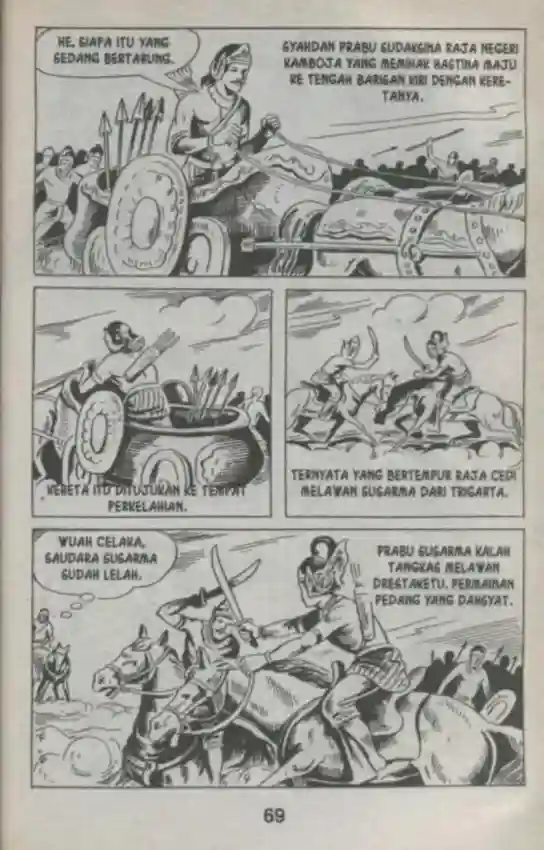 HE, SIAPA ITU YANG
SEDANG BERTARUNG.
SYAHDAN PRABU SUDAKSINA RAJA NEGERI
KAMBOJA YANG MEMIHAK HASTINA MAJU
KE TENGAH BARISAN KIRI DENGAN KERE-
TANYA.
KERETA ITU DITUJUKAN KE TEMPAT
PERKELAHIAN.
TERNYATA YANG BERTEMPUR RAJA CEDI
MELAWAN SUSARMA DARI TRIGARTA.
WUAH CELAKA,
SAUDARA SUSARMA
SUDAH LELAH.
PRABU SUSARMA KALAH
TANGKAS MELAWAN
DRESTAKETU. PERMAINAN
PEDANG YANG DAHSYAT.
69